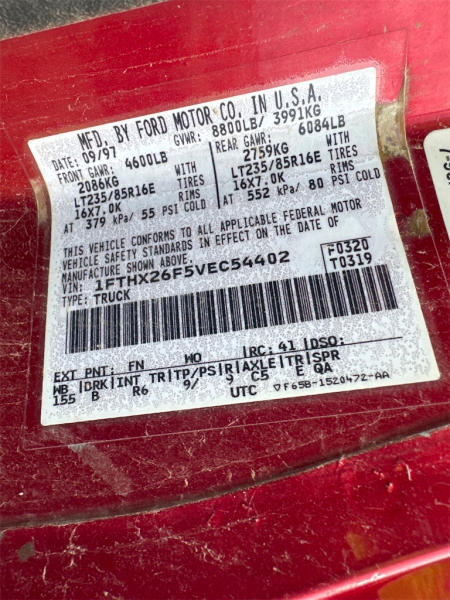 MFD. BY FORD MOTOR CO. IN U.S.A.
DATE: 09/97 GVWR: 8800LB/ 3991KG
FRONT GAWR: 4600LB REAR GAWR: 6084LB
2086KG WITH 2759KG WITH
LT235/85R16E TIRES LT235/85R16E TIRES
16X7.0K RIMS 16X7.0K RIMS
AT 379 kPa/ 55 PSI COLD AT 552 kPa/ 80 PSI COLD
THIS VEHICLE CONFORMS TO ALL APPLICABLE FEDERAL MOTOR
VEHICLE SAFETY STANDARDS IN EFFECT ON THE DATE OF
MANUFACTURE SHOWN ABOVE.
VIN: 1FTHX26F5VEC54402 F0320
TYPE: TRUCK T0319
EXT PNT: FN WO RC: 41 DSO:
WB BRK INT TR TP/PS R AXLE TR SPR
155 B R6 9/ 9 C5 E QA
UTC ▽F65B-1520472-AA